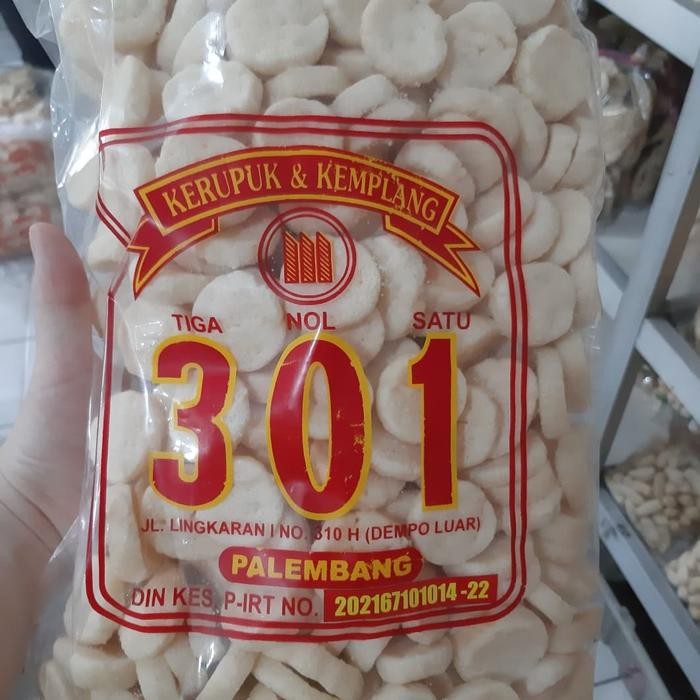 KERUPUK & KEMPLANG
TIGA NOL SATU
301
JL. LINGKARAN I NO. 310 H (DEMPO LUAR)
PALEMBANG
DIN KES P-IRT NO. 202167101014-22